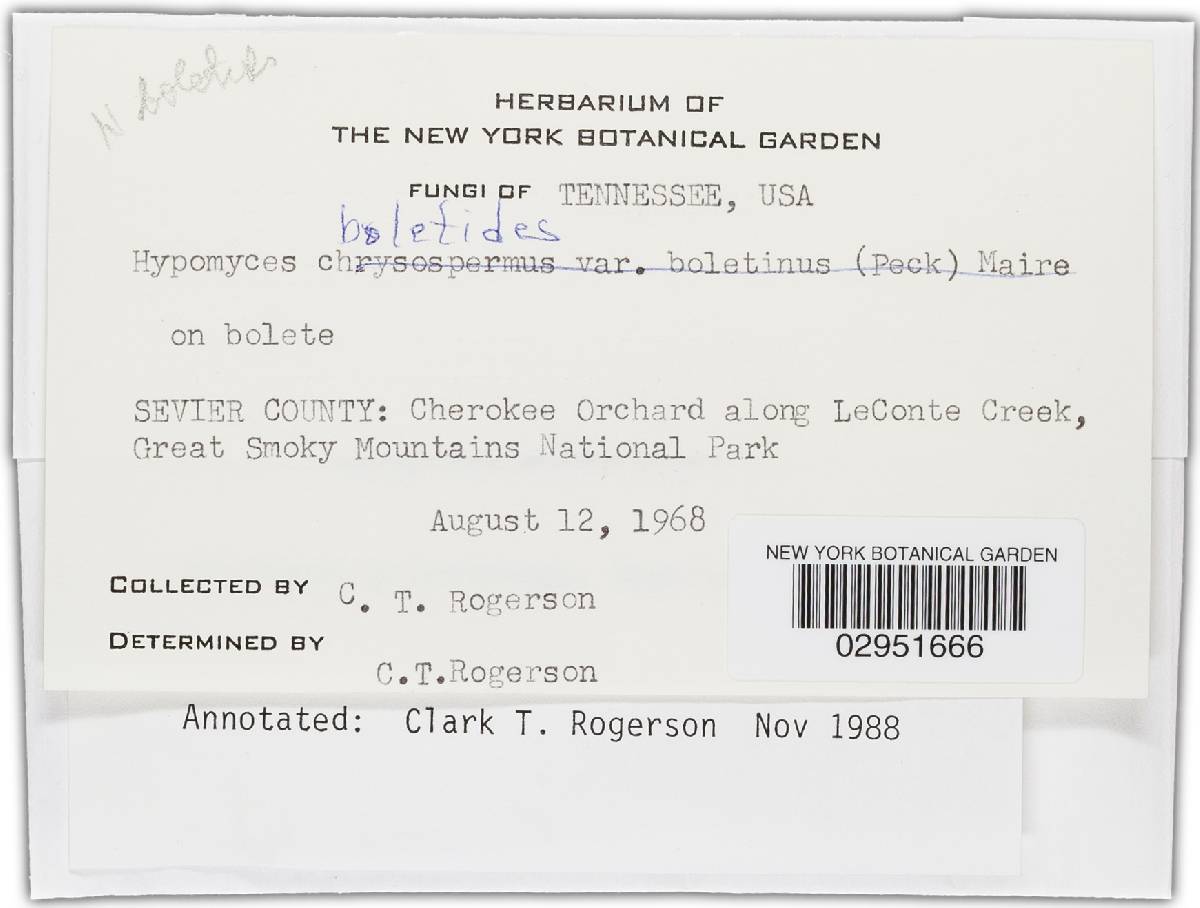 N boletus
HERBARIUM OF
THE NEW YORK BOTANICAL GARDEN
FUNGI OF TENNESSEE, USA
boletides
Hypomyces chrysospermus var. boletinus (Peck) Maire
on bolete
SEVIER COUNTY: Cherokee Orchard along LeConte Creek,
Great Smoky Mountains National Park
August 12, 1968
NEW YORK BOTANICAL GARDEN
02951666
COLLECTED BY C. T. Rogerson
DETERMINED BY
C.T.Rogerson
Annotated: Clark T. Rogerson Nov 1988